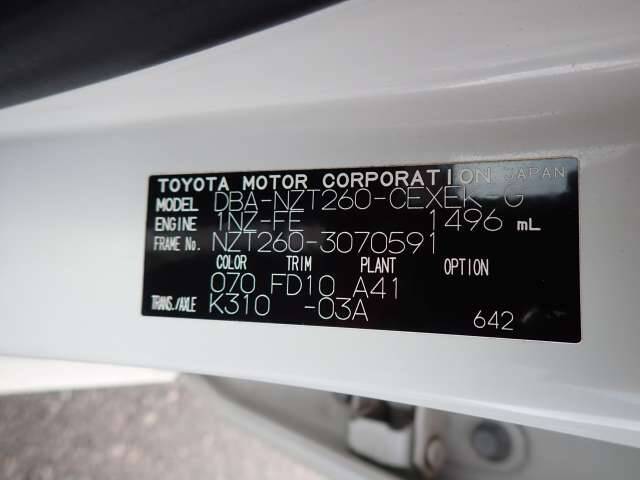 TOYOTA MOTOR CORPORATION JAPAN
MODEL DBA-NZT260-CEXEK-G
ENGINE 1NZ-FE 1496 mL
FRAME No. NZT260-3070591
COLOR TRIM PLANT OPTION
070 FD10 A41
TRANS./AXLE K310 -03A
642